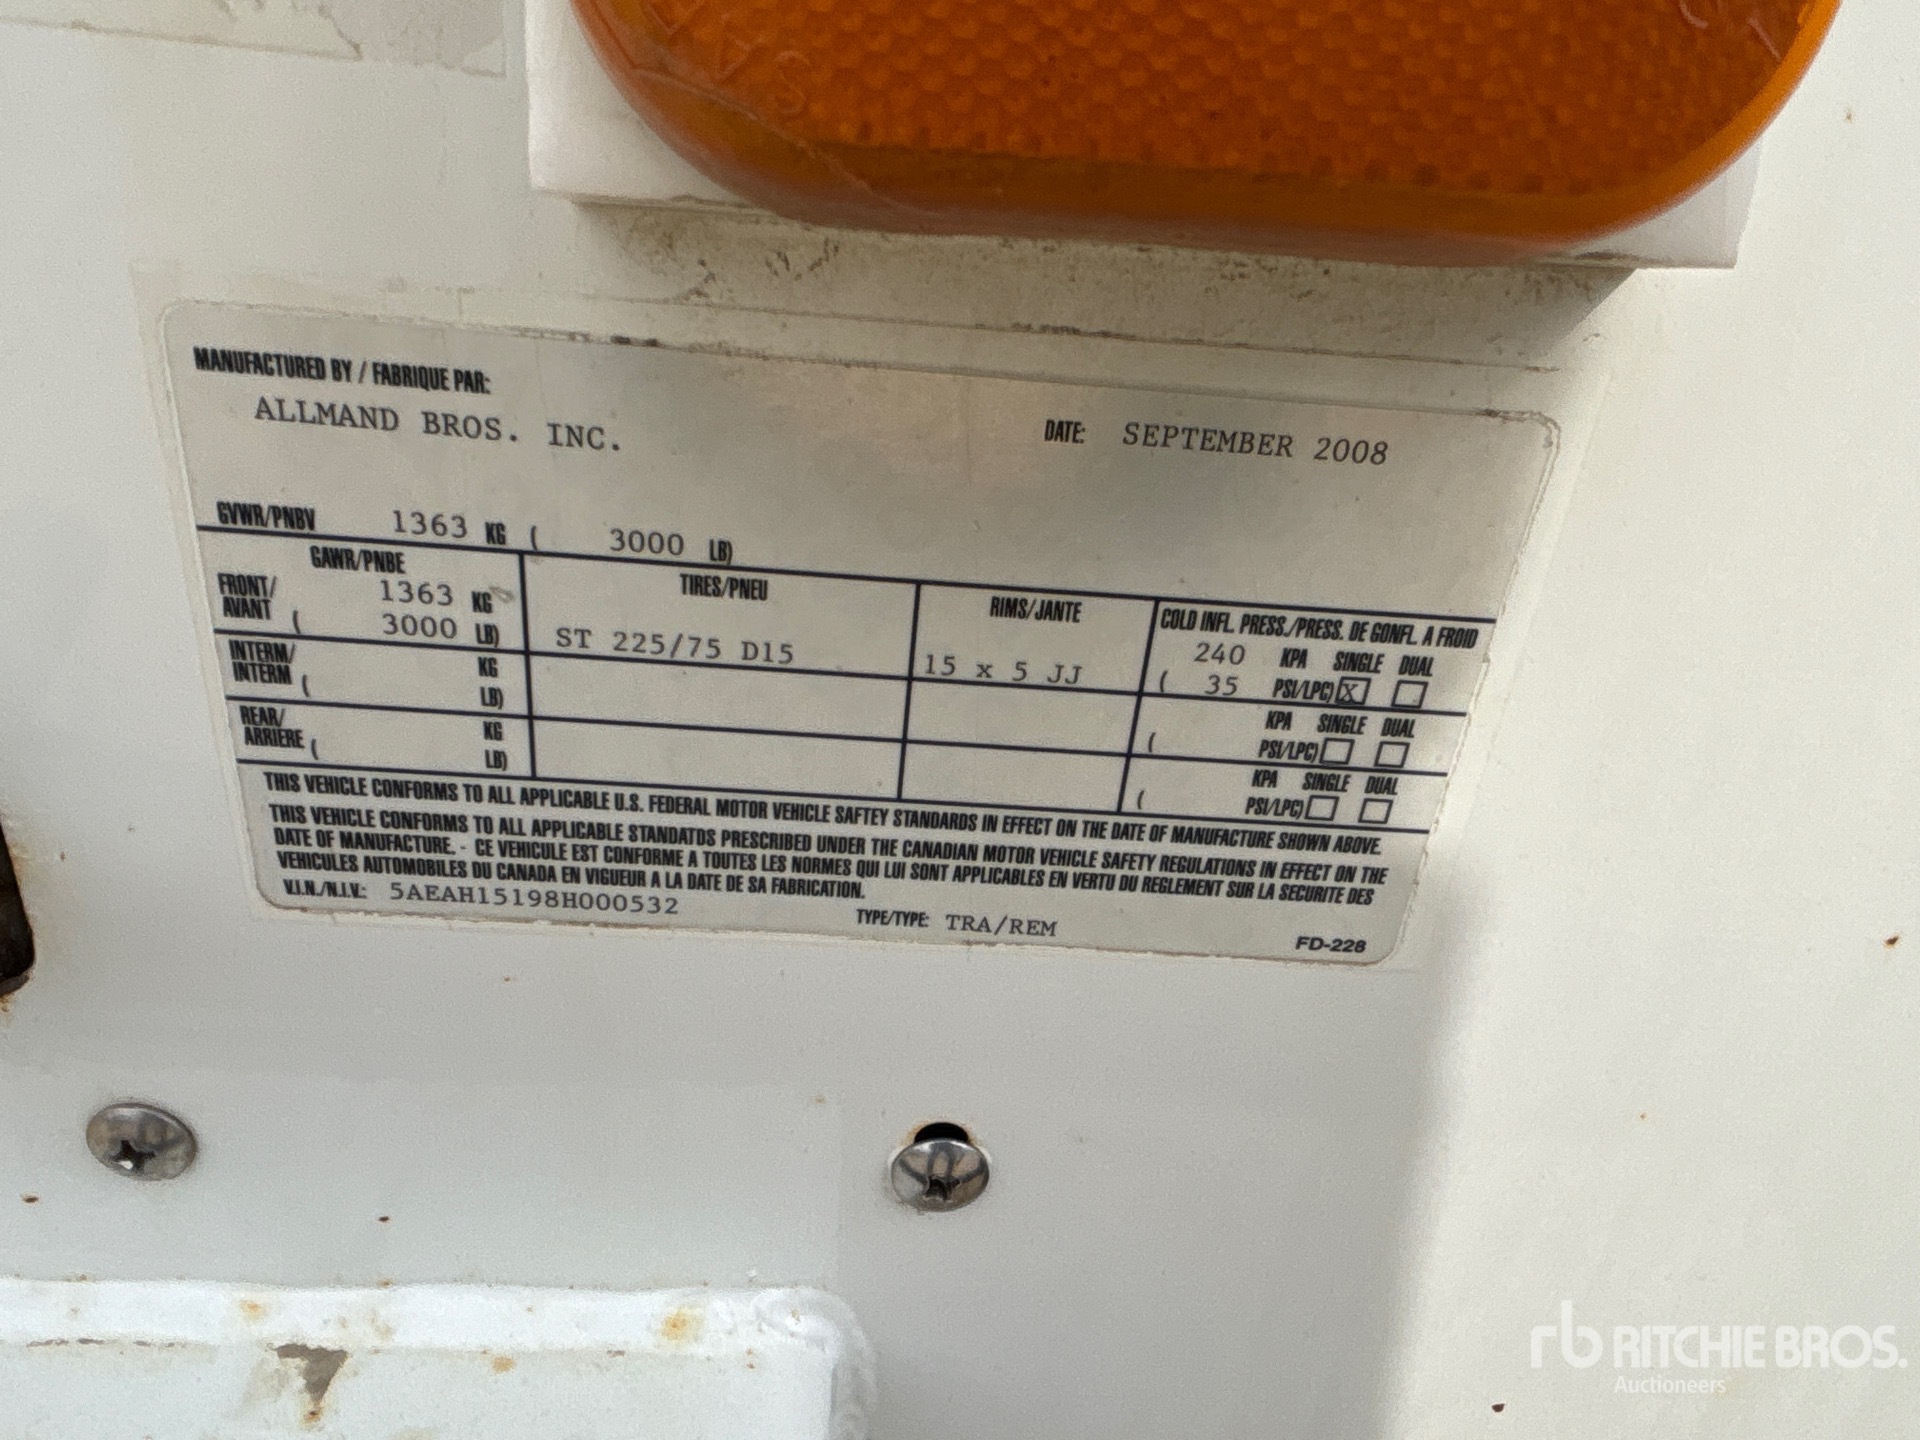 MANUFACTURED BY / FABRIQUE PAR:
ALLMAND BROS. INC.
DATE: SEPTEMBER 2008
GVWR/PNBV 1363 KG ( 3000 LB)
GAWR/PNBE TIRES/PNEU RIMS/JANTE COLD INFL. PRESS./PRESS. DE GONFL. A FROID
FRONT/ 1363 KG 240 KPA SINGLE DUAL
AVANT ( 3000 LB) ST 225/75 D15 15 x 5 JJ ( 35 PSI/LPC) X
INTERM/ KG KPA SINGLE DUAL
INTERM ( LB) ( PSI/LPC)
REAR/ KG KPA SINGLE DUAL
ARRIERE ( LB) ( PSI/LPC)
THIS VEHICLE CONFORMS TO ALL APPLICABLE U.S. FEDERAL MOTOR VEHICLE SAFTEY STANDARDS IN EFFECT ON THE DATE OF MANUFACTURE SHOWN ABOVE.
THIS VEHICLE CONFORMS TO ALL APPLICABLE STANDATDS PRESCRIBED UNDER THE CANADIAN MOTOR VEHICLE SAFETY REGULATIONS IN EFFECT ON THE
DATE OF MANUFACTURE. - CE VEHICULE EST CONFORME A TOUTES LES NORMES QUI LUI SONT APPLICABLES EN VERTU DU REGLEMENT SUR LA SECURITE DES
VEHICULES AUTOMOBILES DU CANADA EN VIGUEUR A LA DATE DE SA FABRICATION.
V.I.N./N.I.V.: 5AEAH15198H000532 TYPE/TYPE: TRA/REM FD-228
rb RITCHIE BROS.
Auctioneers